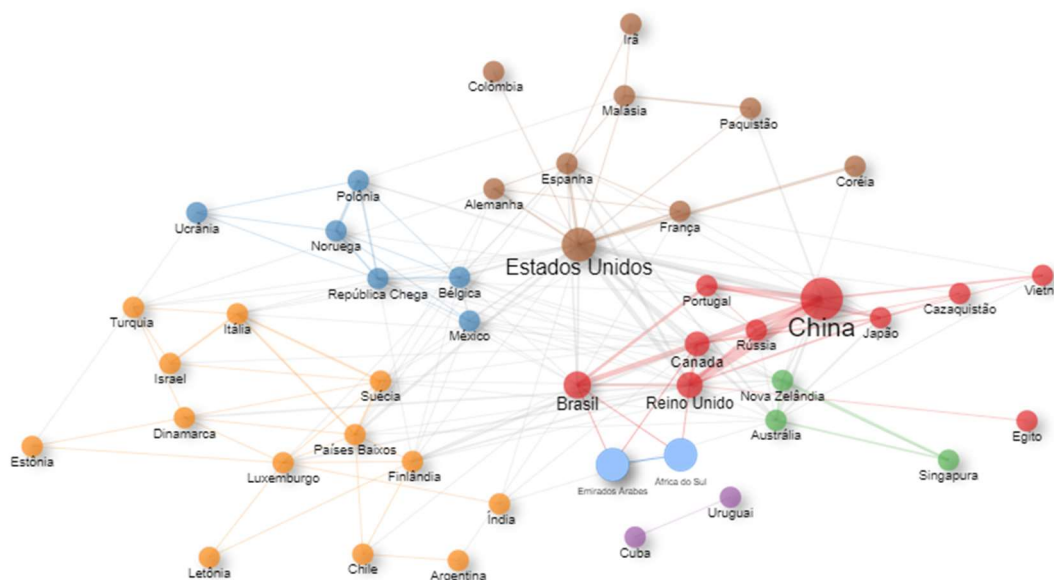 Irã
Colômbia
Malásia
Paquistão
Espanha
Coréia
Polônia
Alemanha
França
Ucrânia
Noruega
Estados Unidos
República Chega
Bélgica
Portugal
Cazaquistão
Vietn
Turquia
Itália
México
Rússia
Japão
China
Canada
Israel
Suécia
Brasil
Reino Unido
Nova Zelândia
Dinamarca
Países Baixos
Austrália
Egito
Estônia
Luxemburgo
Finlândia
Emirados Árabes
África do Sul
Singapura
Índia
Uruguai
Cuba
Letônia
Chile
Argentina